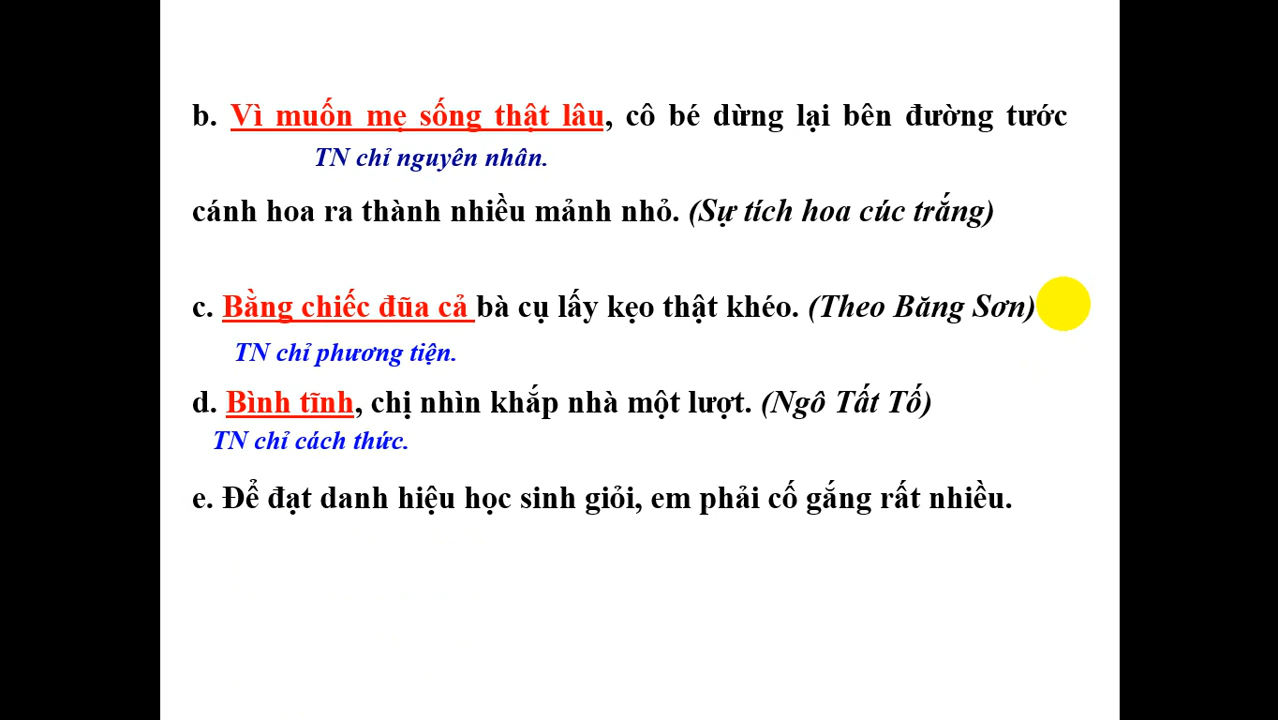 b. Vì muốn mẹ sống thật lâu, cô bé dừng lại bên đường tước
TN chỉ nguyên nhân.
cánh hoa ra thành nhiều mảnh nhỏ. (Sự tích hoa cúc trắng)
c. Bằng chiếc đũa cả bà cụ lấy kẹo thật khéo. (Theo Băng Sơn)
TN chỉ phương tiện.
d. Bình tĩnh, chị nhìn khắp nhà một lượt. (Ngô Tất Tố)
TN chỉ cách thức.
e. Để đạt danh hiệu học sinh giỏi, em phải cố gắng rất nhiều.